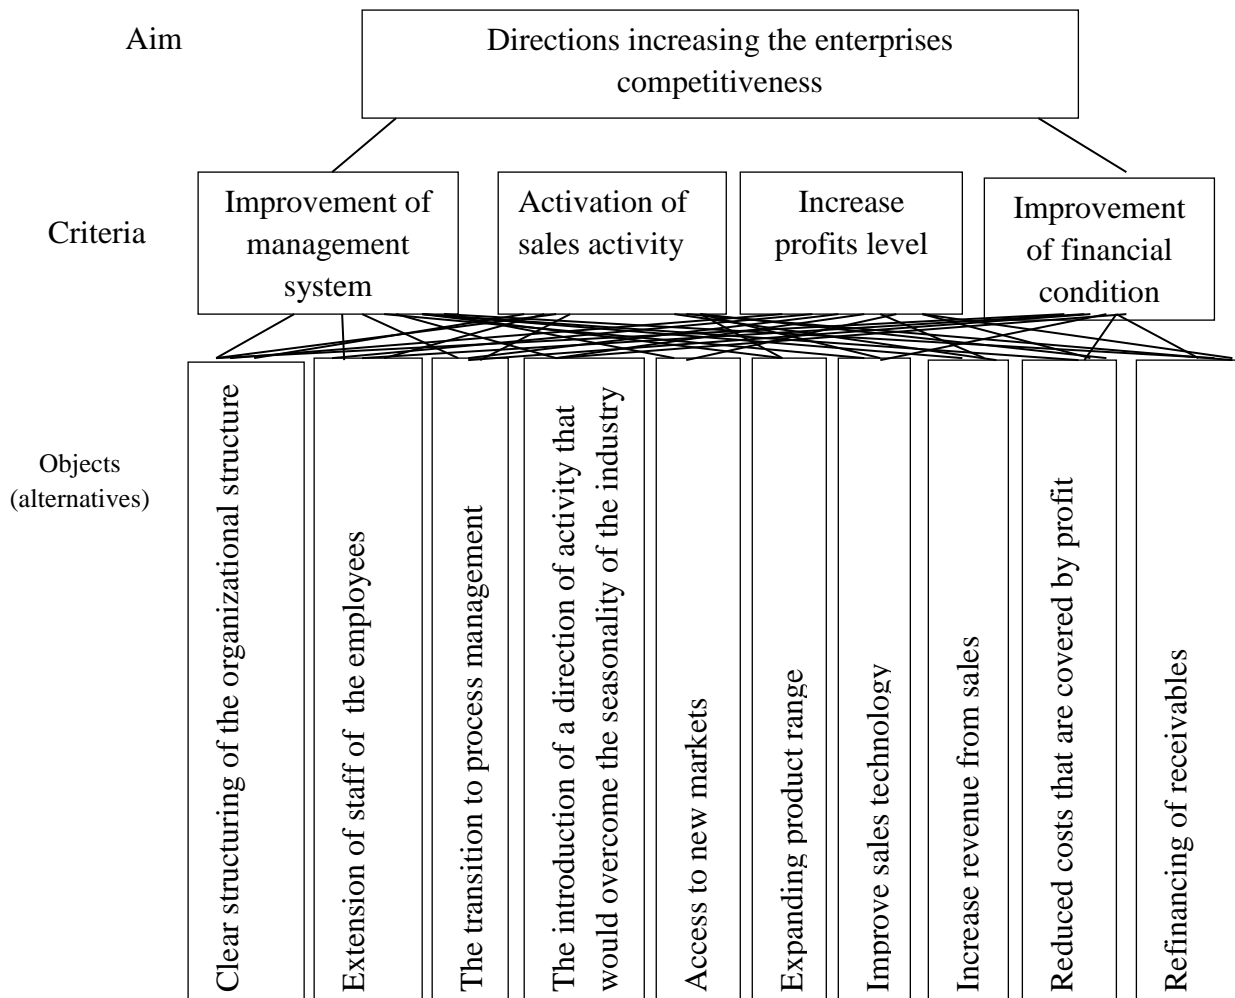 Aim
Directions increasing the enterprises
competitiveness
Criteria
Improvement of
management
system
Activation of
sales activity
Increase
profits level
Improvement
of financial
condition
Objects
(alternatives)
Clear structuring of the organizational structure
Extension of staff of the employees
The transition to process management
The introduction of a direction of activity that
would overcome the seasonality of the industry
Access to new markets
Expanding product range
Improve sales technology
Increase revenue from sales
Reduced costs that are covered by profit
Refinancing of receivables